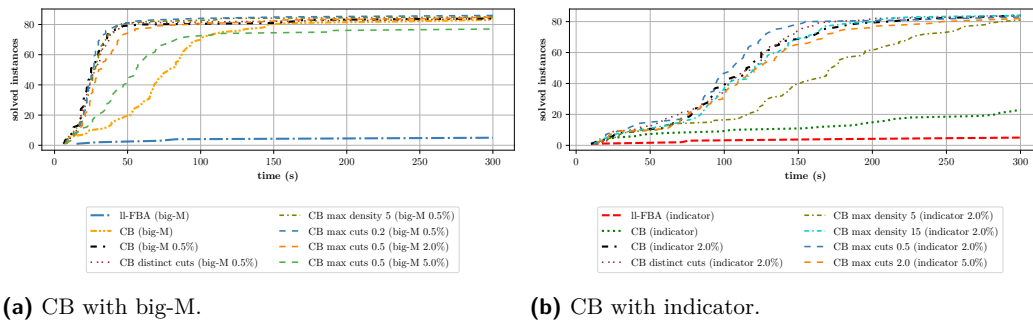 80
60
40
20
0
solved instances
0
50
100
150
200
250
300
time (s)
ll-FBA (big-M)
CB (big-M)
CB (big-M 0.5%)
CB distinct cuts (big-M 0.5%)
CB max density 5 (big-M 0.5%)
CB max cuts 0.2 (big-M 0.5%)
CB max cuts 0.5 (big-M 2.0%)
CB max cuts 0.5 (big-M 5.0%)
(a) CB with big-M.
80
60
40
20
0
solved instances
0
50
100
150
200
250
300
time (s)
ll-FBA (indicator)
CB (indicator)
CB (indicator 2.0%)
CB distinct cuts (indicator 2.0%)
CB max density 5 (indicator 2.0%)
CB max density 15 (indicator 2.0%)
CB max cuts 0.5 (indicator 2.0%)
CB max cuts 2.0 (indicator 5.0%)
(b) CB with indicator.